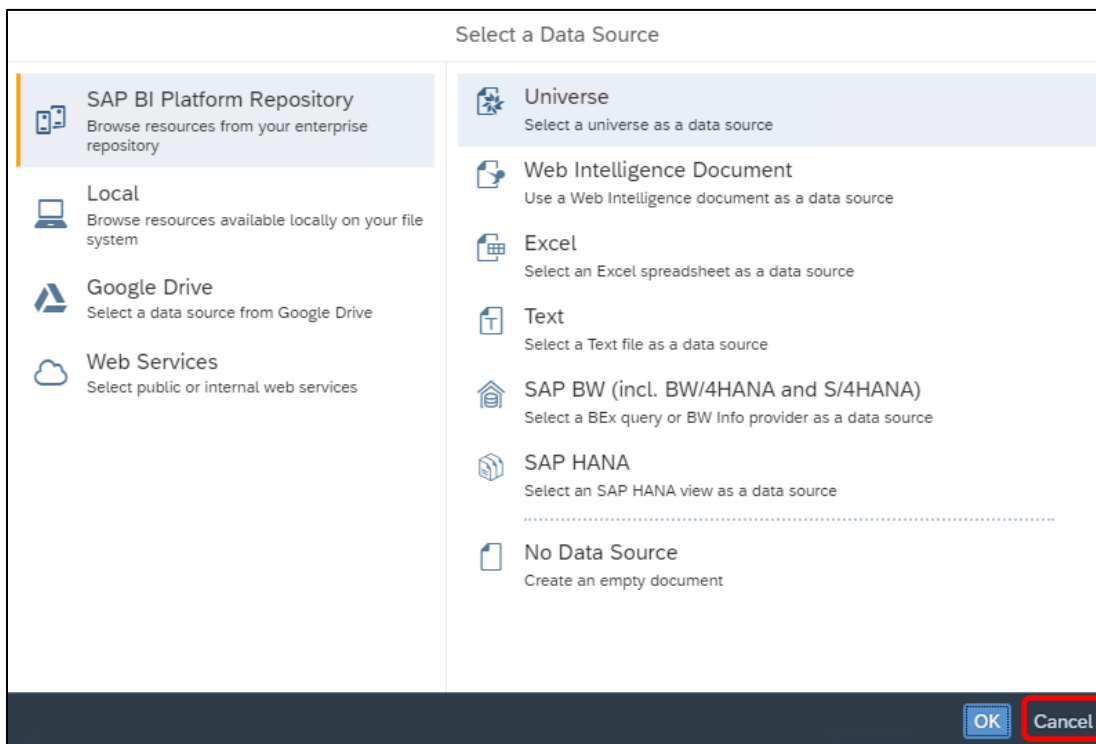 Select a Data Source
SAP BI Platform Repository
Browse resources from your enterprise
repository
Local
Browse resources available locally on your file
system
Google Drive
Select a data source from Google Drive
Web Services
Select public or internal web services
Universe
Select a universe as a data source
Web Intelligence Document
Use a Web Intelligence document as a data source
Excel
Select an Excel spreadsheet as a data source
Text
Select a Text file as a data source
SAP BW (incl. BW/4HANA and S/4HANA)
Select a BEx query or BW Info provider as a data source
SAP HANA
Select an SAP HANA view as a data source
No Data Source
Create an empty document
OK
Cancel